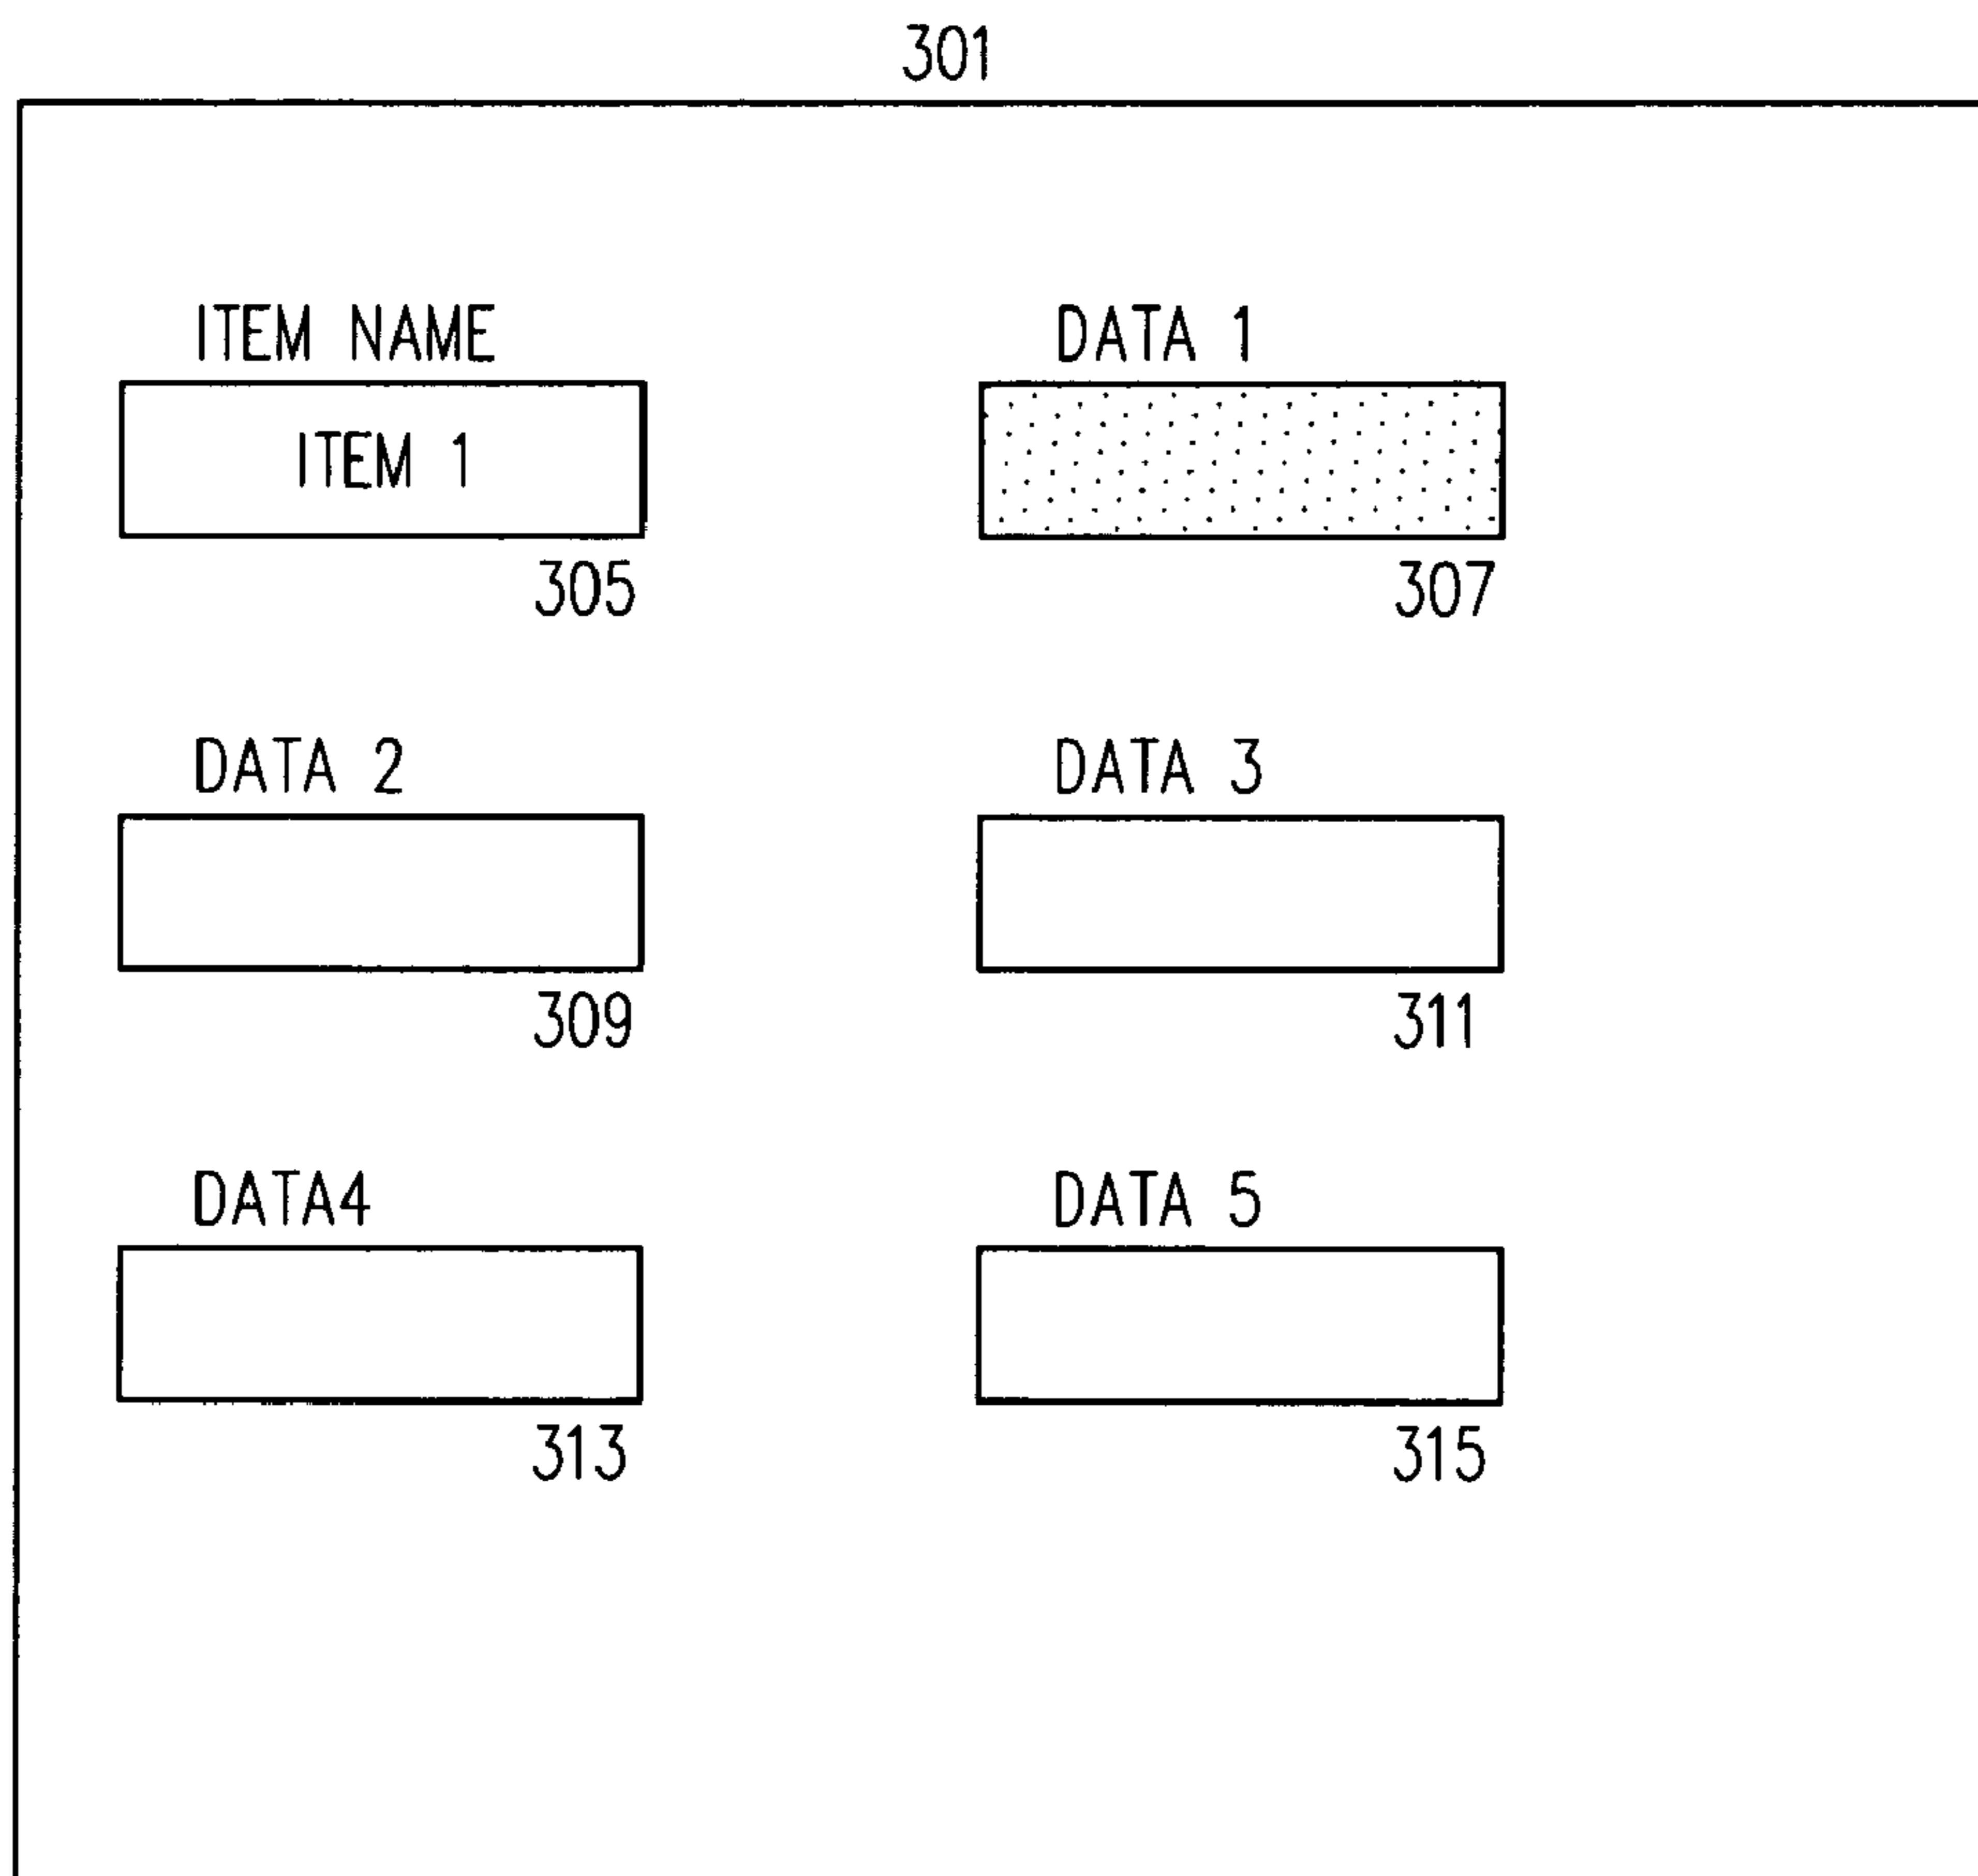 301
ITEM NAME DATA 1
ITEM 1
305 307
DATA 2 DATA 3
309 311
DATA4 DATA 5
313 315